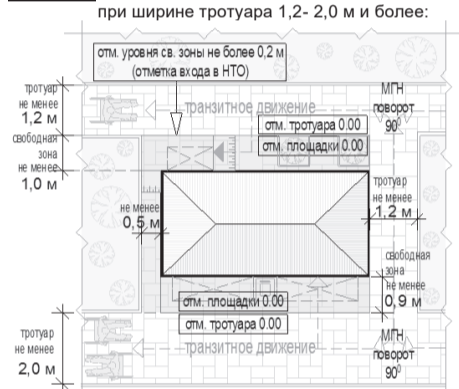 при ширине тротуара 1,2- 2,0 м и более:
отм. уровня св. зоны не более 0,2 м
(отметка входа в НТО)
тротуар
не менее
1,2 м
транзитное движение
МГН
поворот
90⁰
отм. тротуара 0.00
отм. площадки 0.00
свободная
зона
не менее
1,0 м
не менее
0,5 м
тротуар
не менее
1,2 м
свободная
зона
не менее
0,9 м
отм. площадки 0.00
отм. тротуара 0.00
тротуар
не менее
2,0 м
транзитное движение
МГН
поворот
90⁰